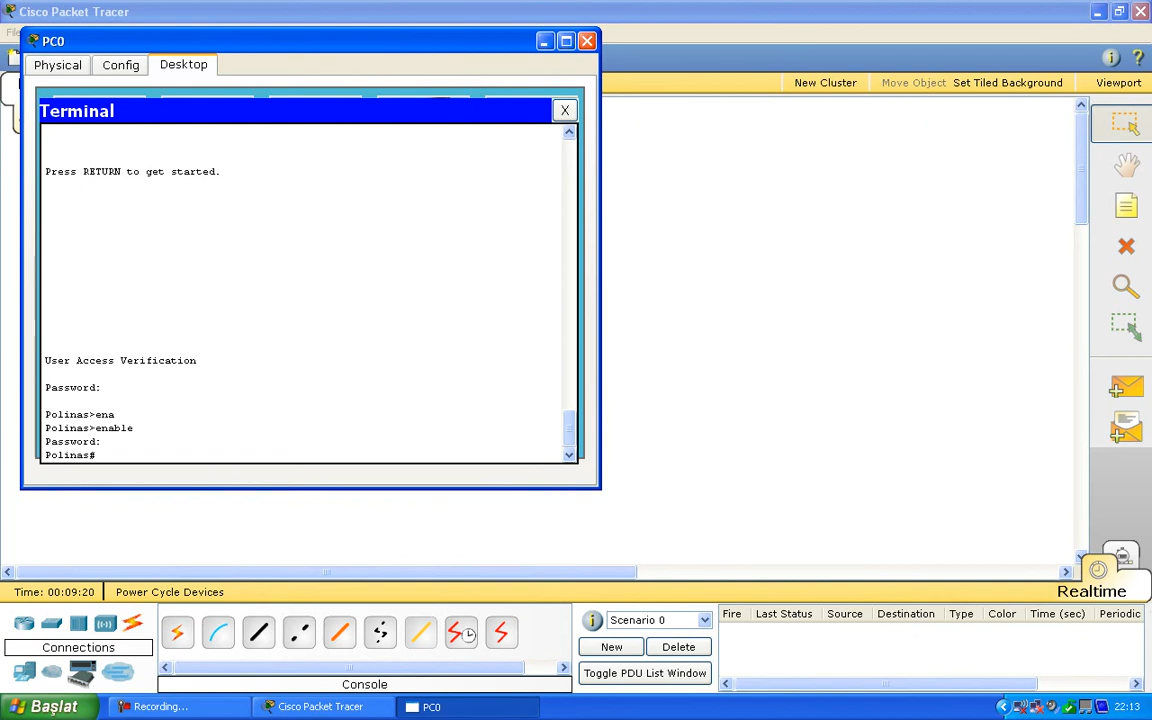 Cisco Packet Tracer
PC0
Physical
Config
Desktop
New Cluster
Move Object
Set Tiled Background
Viewport
Terminal
X
Press RETURN to get started.
User Access Verification
Password:
Polinas>ena
Polinas>enable
Password:
Polinas#
Time: 00:09:20
Power Cycle Devices
Realtime
Connections
Console
Scenario 0
New
Delete
Toggle PDU List Window
Fire
Last Status
Source
Destination
Type
Color
Time (sec)
Periodic
Başlat
Recording...
Cisco Packet Tracer
PC0
22:13